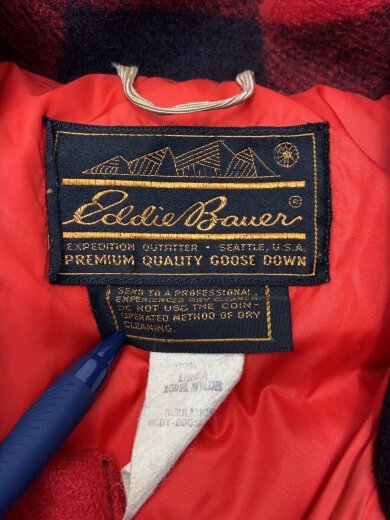 Eddie Bauer ®
EXPEDITION OUTFITTER • SEATTLE, U.S.A.
PREMIUM QUALITY GOOSE DOWN
SEND TO A PROFESSIONAL,
EXPERIENCED DRY CLEANER.
DO NOT USE THE COIN-
OPERATED METHOD OF DRY
CLEANING.